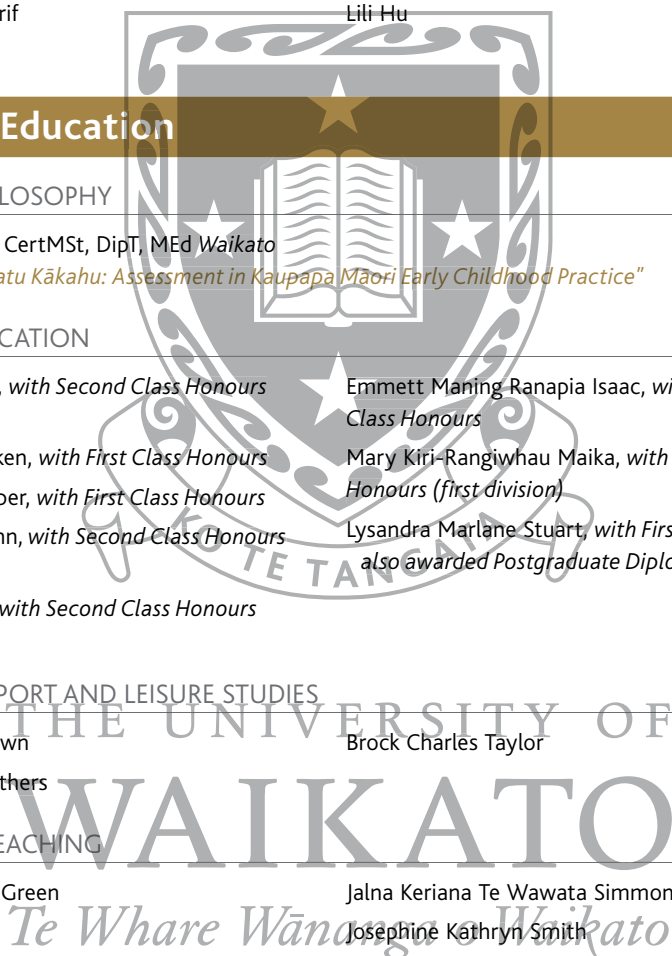 rif
Lili Hu
Education
LOSOPHY
CertMSt, DipT, MEd Waikato
atu Kākahu: Assessment in Kaupapa Māori Early Childhood Practice”
CATION
, with Second Class Honours
ken, with First Class Honours
ber, with First Class Honours
nn, with Second Class Honours
with Second Class Honours
Emmett Maning Ranapia Isaac, wi
Class Honours
Mary Kiri-Rangiwhau Maika, with
Honours (first division)
Lysandra Marlane Stuart, with Firs
also awarded Postgraduate Diplo
KO TE TANGATA
PORT AND LEISURE STUDIES
THE UNIVERSITY OF
wn
Brock Charles Taylor
thers
WAIKATO
EACHING
Green
Jalna Keriana Te Wawata Simmon
Josephine Kathryn Smith
Te Whare Wānanga o Waikato